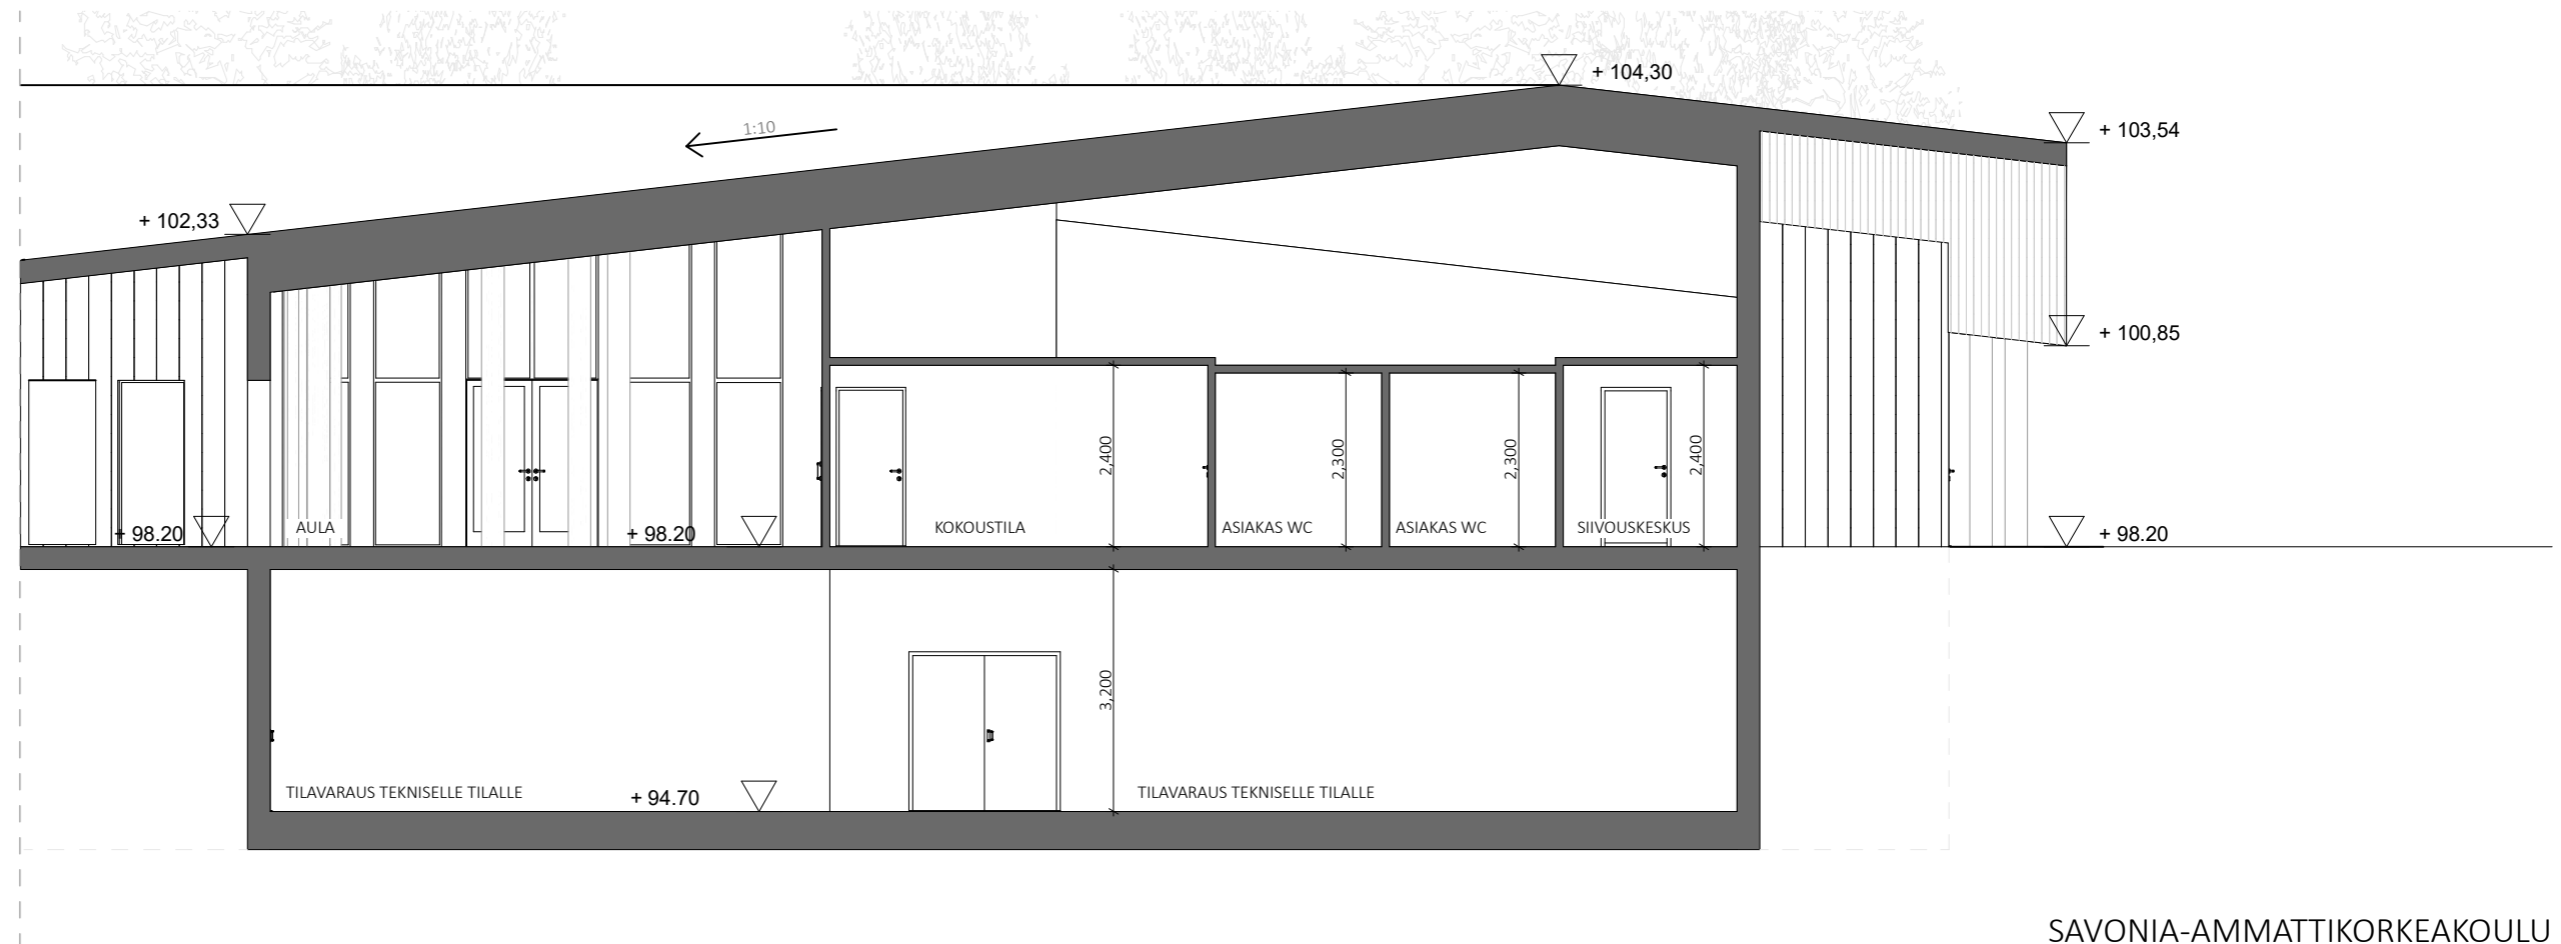 + 104,30
1:10
+ 103,54
+ 102,33
+ 100,85
2,400
2,300
2,300
2,400
+ 98.20
AULA
+ 98.20
KOKOUSTILA
ASIAKAS WC
ASIAKAS WC
SIIVOUSKESKUS
+ 98.20
3,200
TILAVARAUS TEKNISELLE TILALLE
+ 94.70
TILAVARAUS TEKNISELLE TILALLE
SAVONIA-AMMATTIKORKEAKOULU